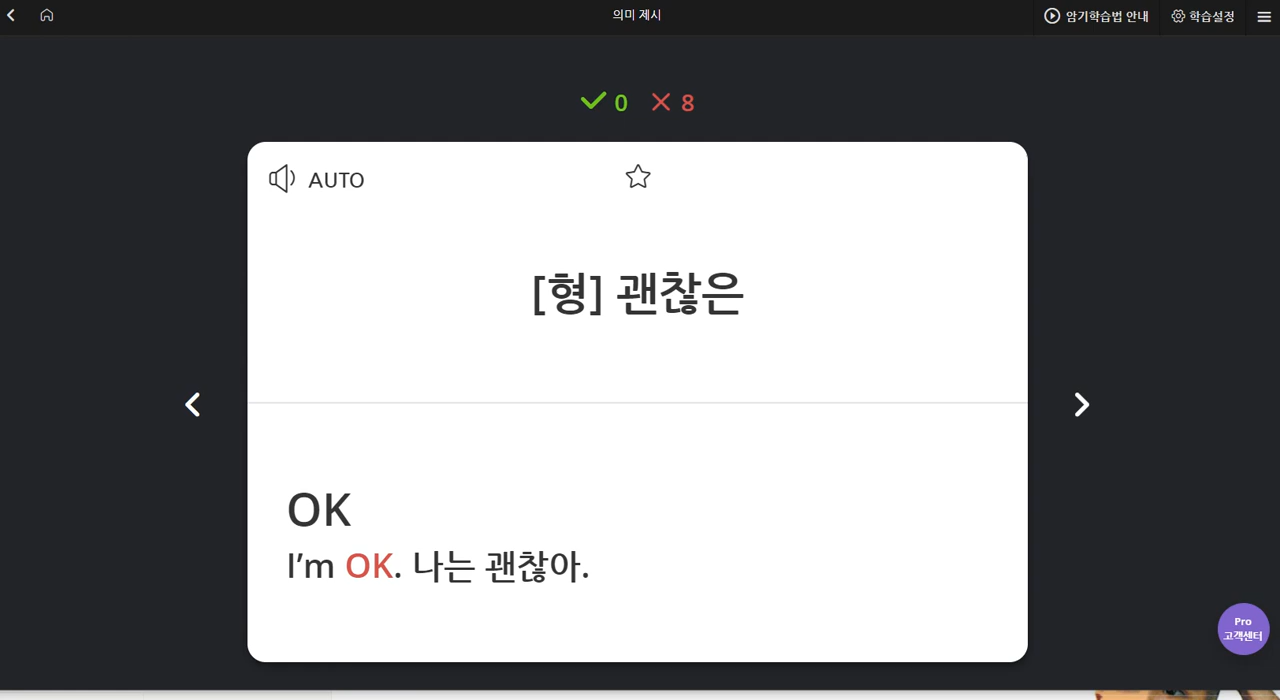 의미 제시
암기학습법 안내
학습설정
0
8
AUTO
[형] 괜찮은
OK
I’m OK. 나는 괜찮아.
Pro
고객센터